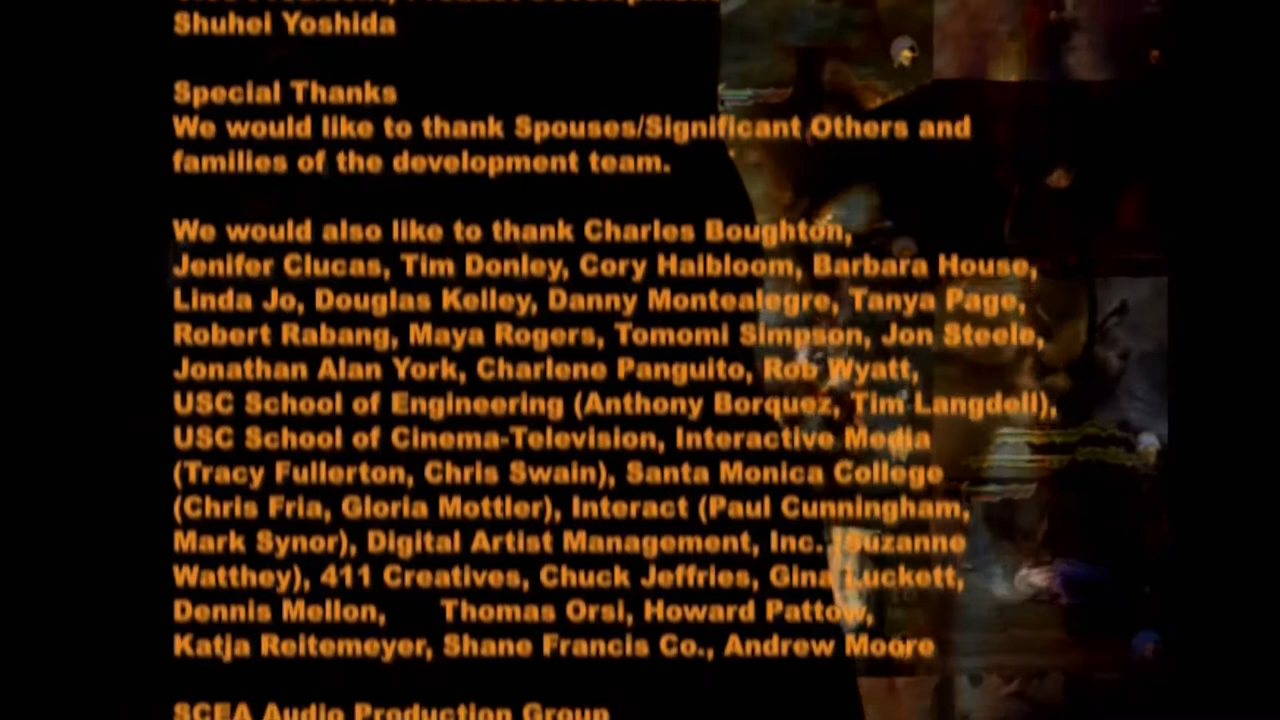 Vice President, Product Development
Shuhei Yoshida
Special Thanks
We would like to thank Spouses/Significant Others and
families of the development team.
We would also like to thank Charles Boughton,
Jenifer Clucas, Tim Donley, Cory Haibloom, Barbara House,
Linda Jo, Douglas Kelley, Danny Montealegre, Tanya Page,
Robert Rabang, Maya Rogers, Tomomi Simpson, Jon Steele,
Jonathan Alan York, Charlene Panguito, Rob Wyatt,
USC School of Engineering (Anthony Borquez, Tim Langdell),
USC School of Cinema-Television, Interactive Media
(Tracy Fullerton, Chris Swain), Santa Monica College
(Chris Fria, Gloria Mottler), Interact (Paul Cunningham,
Mark Synor), Digital Artist Management, Inc. (Suzanne
Watthey), 411 Creatives, Chuck Jeffries, Gina Luckett,
Dennis Mellon, Thomas Orsi, Howard Pattow,
Katja Reitemeyer, Shane Francis Co., Andrew Moore
SCEA Audio Production Group